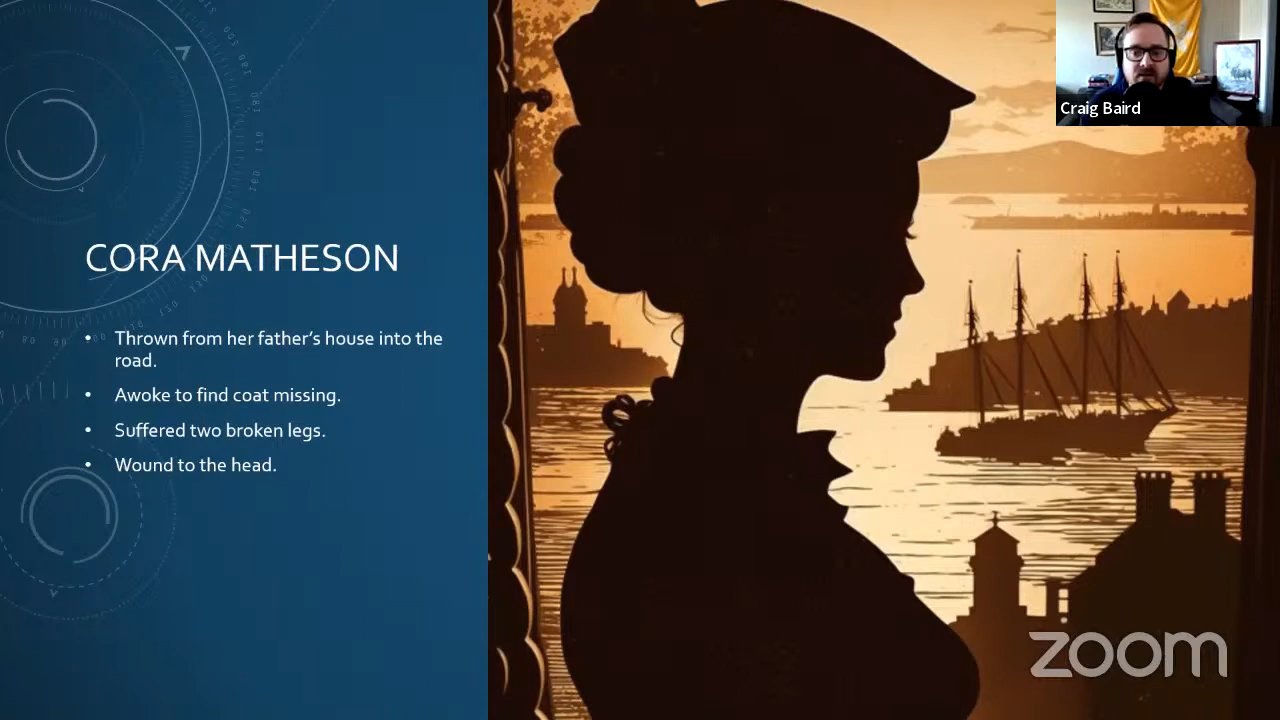 Craig Baird
CORA MATHESON
• Thrown from her father's house into the
road.
• Awoke to find coat missing.
• Suffered two broken legs.
• Wound to the head.
zoom